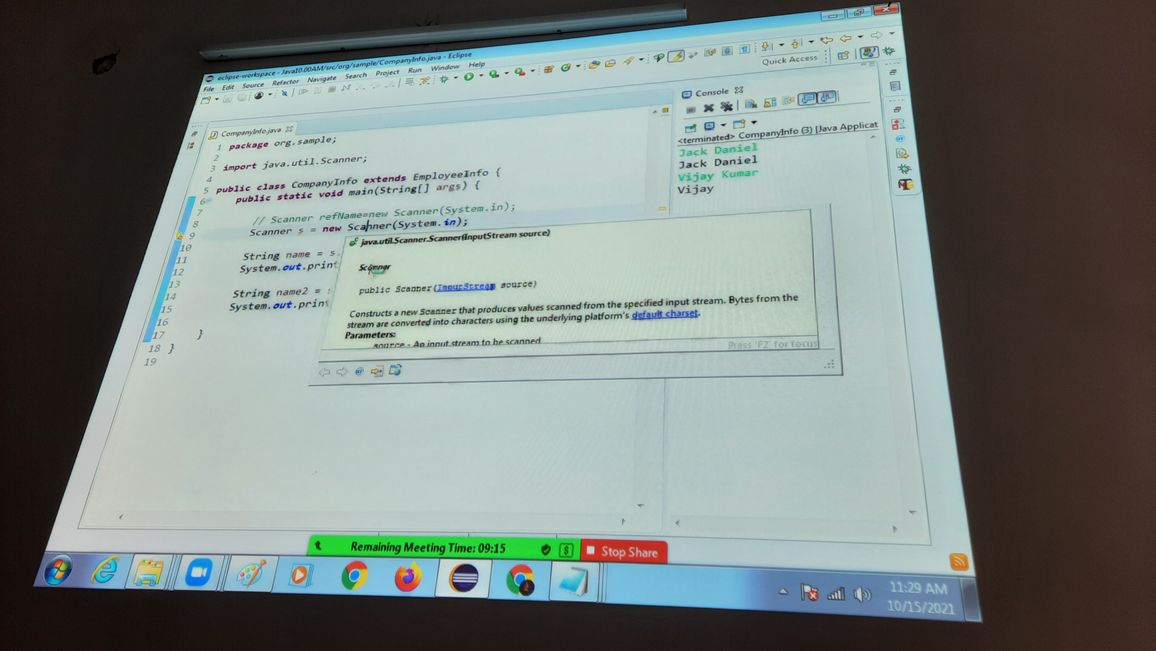 eclipse-workspace - Java10.00AM/src/org/sample/CompanyInfo.java - Eclipse
File Edit Source Refactor Navigate Search Project Run Window Help
Quick Access
CompanyInfo.java
1 package org.sample;
2
3 import java.util.Scanner;
4
5 public class CompanyInfo extends EmployeeInfo {
6 public static void main(String[] args) {
7
8 // Scanner refName=new Scanner(System.in);
9 Scanner s = new Scanner(System.in);
10
11 String name = s.
12 System.out.print
13
14 String name2 =
15 System.out.print
16
17 }
18 }
19
java.util.Scanner.Scanner(InputStream source)
Scanner
public Scanner(InputStream source)
Constructs a new Scanner that produces values scanned from the specified input stream. Bytes from the
stream are converted into characters using the underlying platform's default charset.
Parameters:
source - An input stream to be scanned
Press 'F2' for focus
Console
<terminated> CompanyInfo (3) [Java Applicat
Jack Daniel
Jack Daniel
Vijay Kumar
Vijay
Remaining Meeting Time: 09:15
Stop Share
11:29 AM
10/15/2021